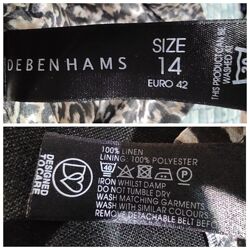 DEBENHAMS
SIZE
14
EURO 42
THIS PRODUCT CAN BE
WASHED A
DESIGNED
TO CARE
100% LINEN
LINING: 100% POLYESTER
40
IRON WHILST DAMP
DO NOT TUMBLE DRY
WASH MATCHING GARMENTS
WASH WITH SIMILAR COLOURS
REMOVE DETACHABLE BELT BEF